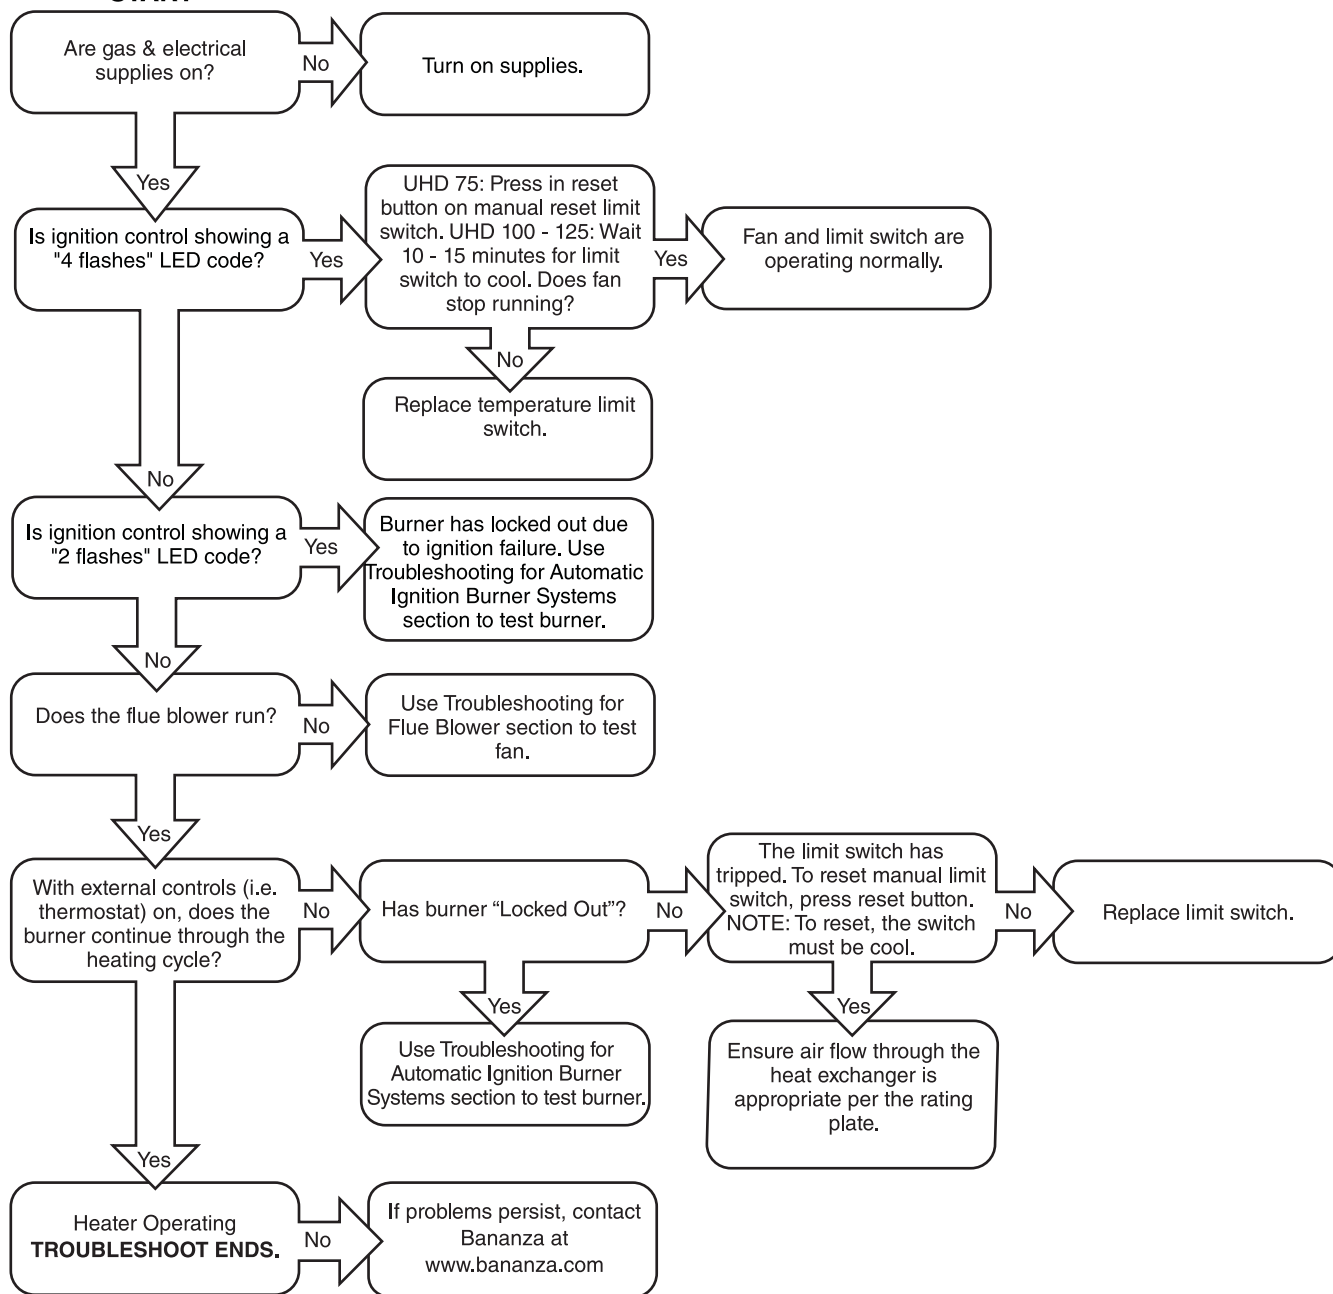 Are gas & electrical
supplies on?
No
Turn on supplies.
Yes
Is ignition control showing a
"4 flashes" LED code?
Yes
UHD 75: Press in reset
button on manual reset limit
switch. UHD 100 - 125: Wait
10 - 15 minutes for limit
switch to cool. Does fan
stop running?
Yes
Fan and limit switch are
operating normally.
No
Replace temperature limit
switch.
No
Is ignition control showing a
"2 flashes" LED code?
Yes
Burner has locked out due
to ignition failure. Use
Troubleshooting for Automatic
Ignition Burner Systems
section to test burner.
No
Does the flue blower run?
No
Use Troubleshooting for
Flue Blower section to test
fan.
Yes
With external controls (i.e.
thermostat) on, does the
burner continue through the
heating cycle?
No
Has burner “Locked Out”?
No
The limit switch has
tripped. To reset manual limit
switch, press reset button.
NOTE: To reset, the switch
must be cool.
No
Replace limit switch.
Yes
Use Troubleshooting for
Automatic Ignition Burner
Systems section to test burner.
Yes
Ensure air flow through the
heat exchanger is
appropriate per the rating
plate.
Yes
Heater Operating
TROUBLESHOOT ENDS.
No
If problems persist, contact
Bananza at
www.bananza.com